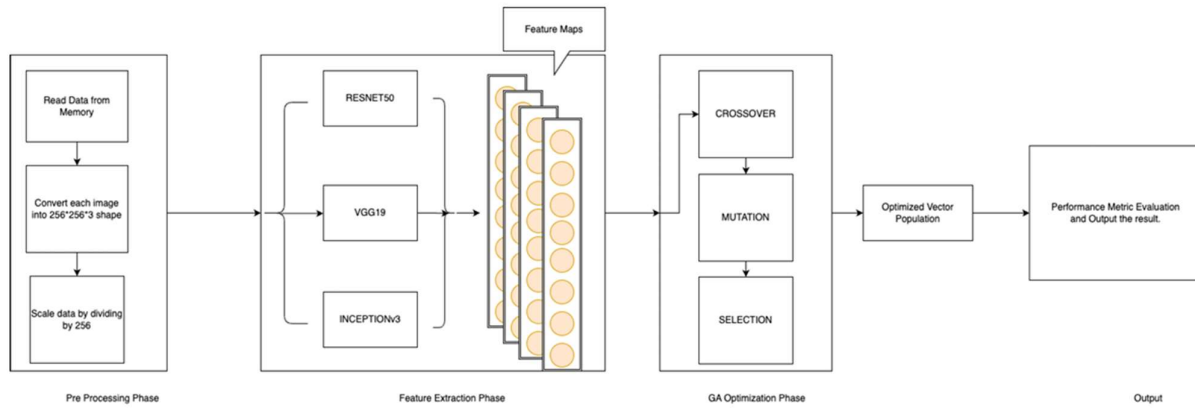 Feature Maps
Read Data from
Memory
Convert each image
into 256*256*3 shape
Scale data by dividing
by 256
RESNET50
VGG19
INCEPTIONv3
CROSSOVER
MUTATION
SELECTION
Optimized Vector
Population
Performance Metric Evaluation
and Output the result.
Pre Processing Phase
Feature Extraction Phase
GA Optimization Phase
Output